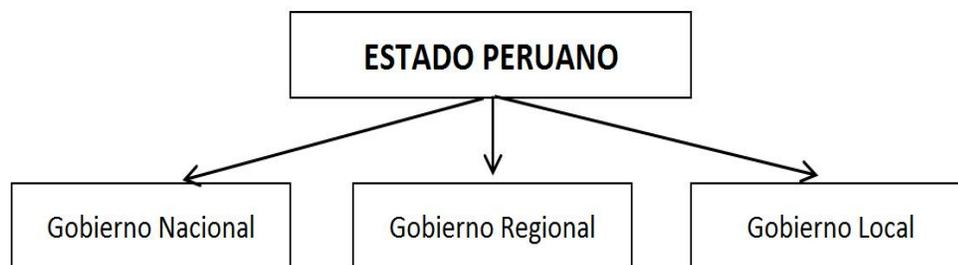 ESTADO PERUANO
Gobierno Nacional
Gobierno Regional
Gobierno Local